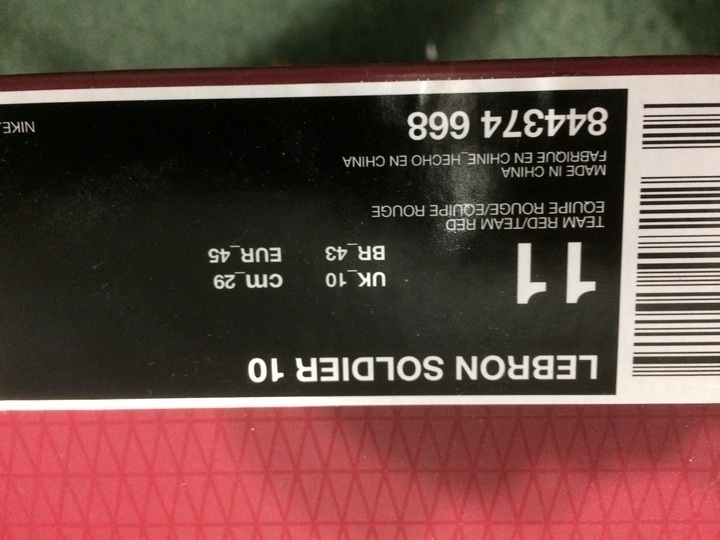 LEBRON SOLDIER 10
11
UK_10 cm_29
BR_43 EUR_45
TEAM RED/TEAM RED
EQUIPE ROUGE/EQUIPE ROUGE
MADE IN CHINA
FABRIQUE EN CHINE_HECHO EN CHINA
844374 668
NIKE